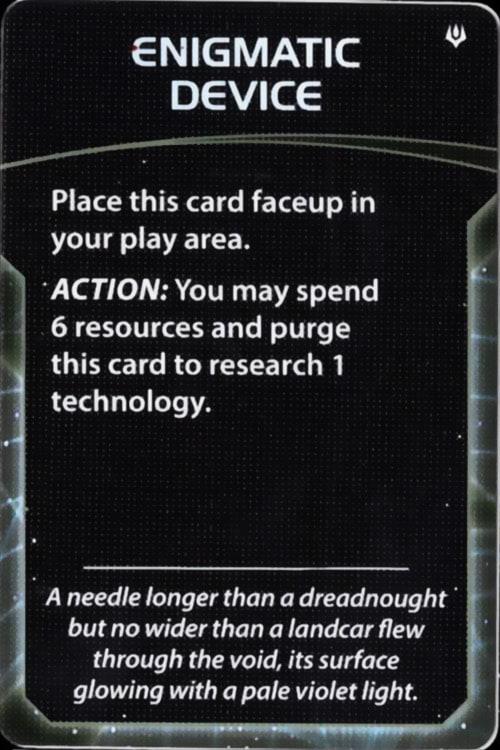 ENIGMATIC
DEVICE
Place this card faceup in
your play area.
ACTION: You may spend
6 resources and purge
this card to research 1
technology.
A needle longer than a dreadnought
but no wider than a landcar flew
through the void, its surface
glowing with a pale violet light.